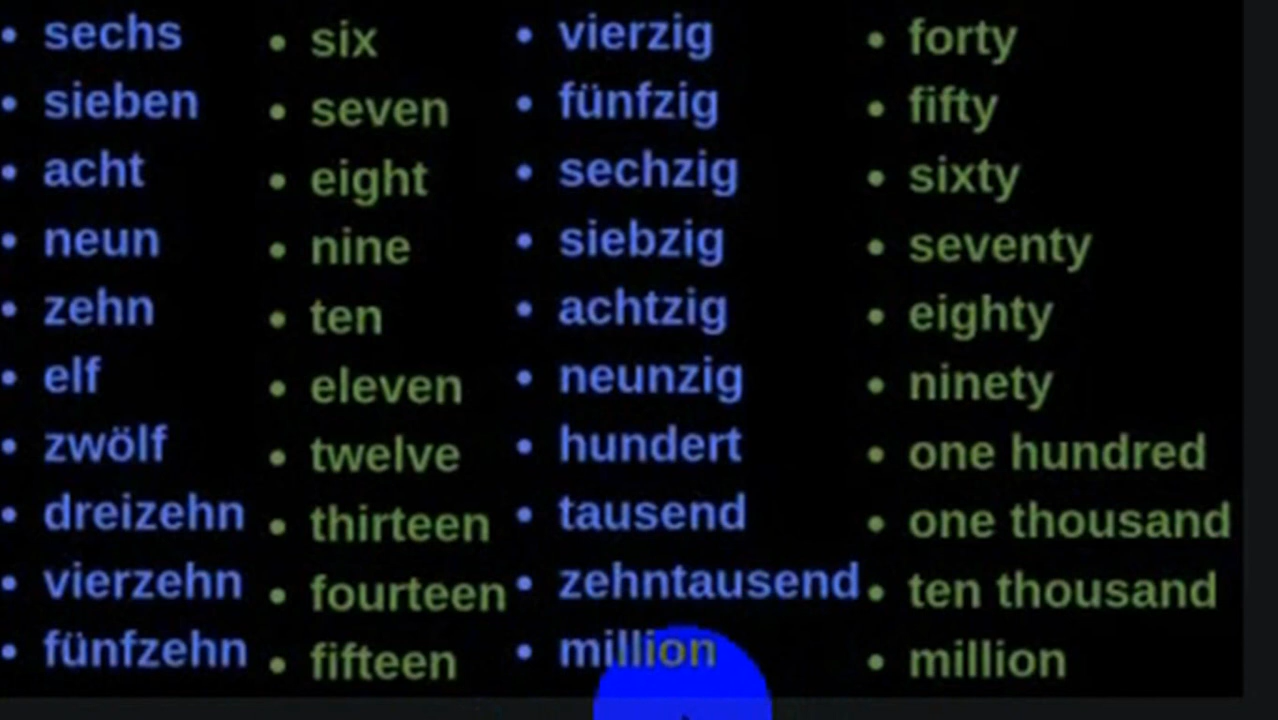 sechs six vierzig forty
sieben seven fünfzig fifty
acht eight sechzig sixty
neun nine siebzig seventy
zehn ten achtzig eighty
elf eleven neunzig ninety
zwölf twelve hundert one hundred
dreizehn thirteen tausend one thousand
vierzehn fourteen zehntausend ten thousand
fünfzehn fifteen million million